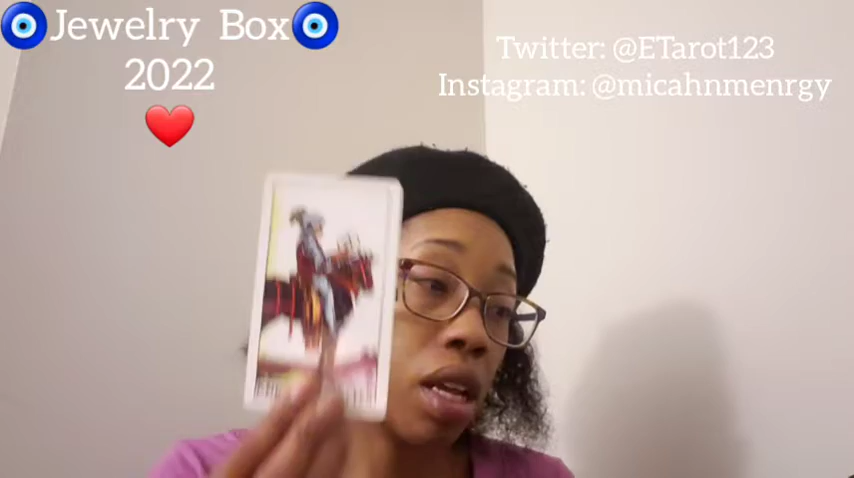 🧿Jewelry Box🧿
2022
❤️
Twitter: @ETarot123
Instagram: @micahnmenrgy